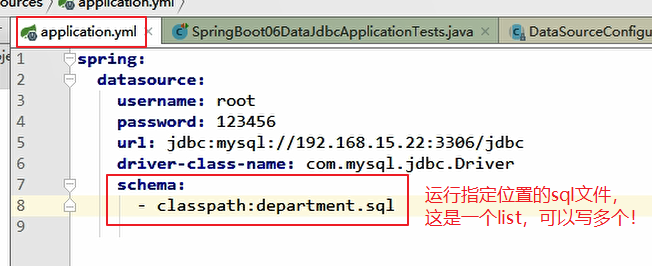 ources
application.yml
SpringBoot06DataJdbcApplicationTests.java
DataSourceConfigu
1 spring:
2 datasource:
3 username: root
4 password: 123456
5 url: jdbc:mysql://192.168.15.22:3306/jdbc
6 driver-class-name: com.mysql.jdbc.Driver
7 schema:
8 - classpath:department.sql
9
运行指定位置的sql文件，
这是一个list，可以写多个！